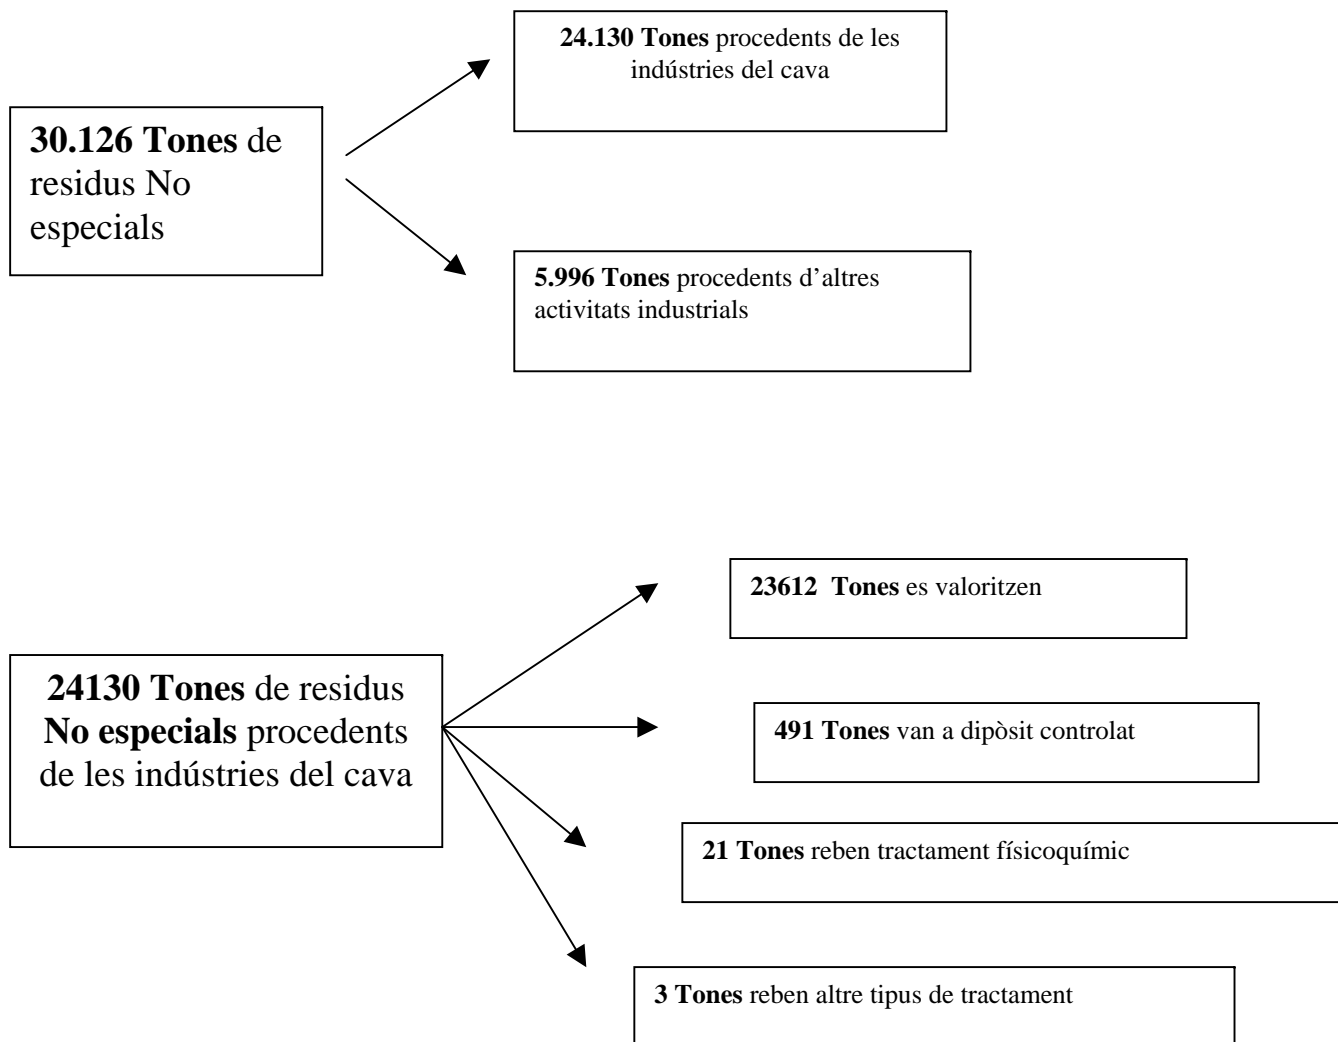 24.130 Tones procedents de les
indústries del cava
30.126 Tones de
residus No
especials
5.996 Tones procedents d’altres
activitats industrials
23612  Tones es valoritzen
24130 Tones de residus
No especials procedents
de les indústries del cava
491 Tones van a dipòsit controlat
21 Tones reben tractament físicoquímic
3 Tones reben altre tipus de tractament